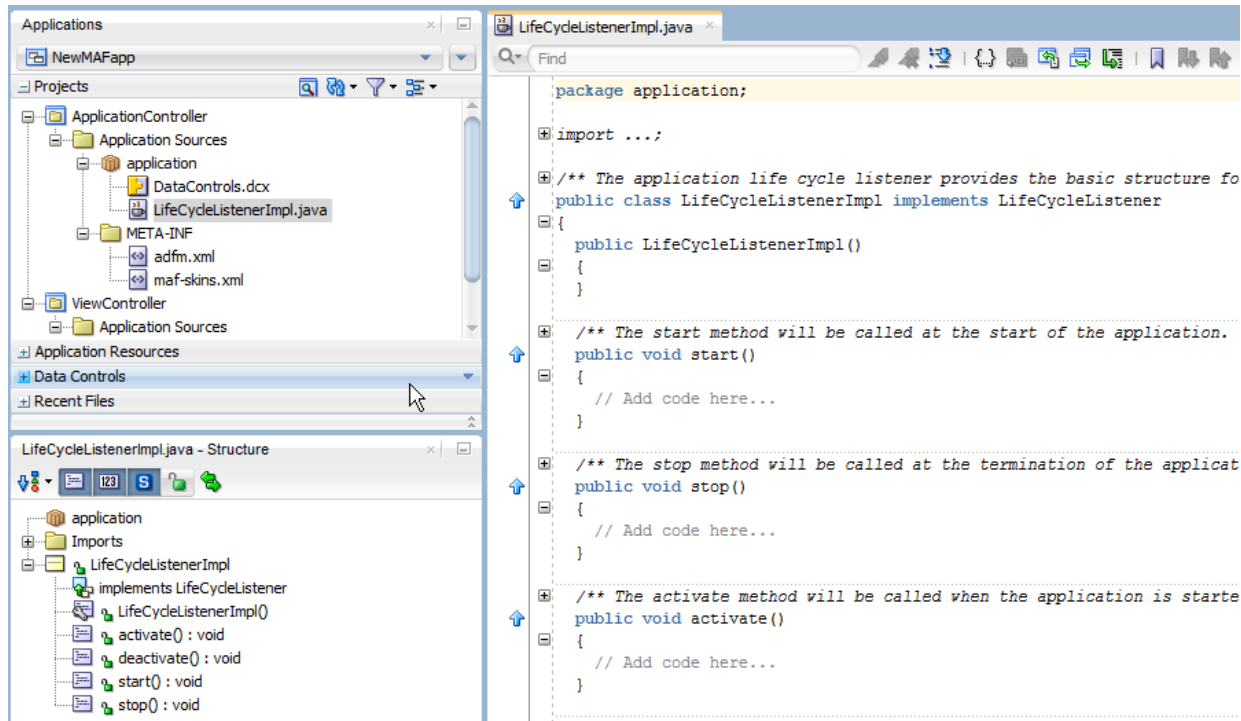 Applications
NewMAFapp
Projects
ApplicationController
Application Sources
application
DataControls.dcx
LifeCycleListenerImpl.java
META-INF
adfm.xml
maf-skins.xml
ViewController
Application Sources
Application Resources
Data Controls
Recent Files
LifeCycleListenerImpl.java - Structure
123
S
application
Imports
LifeCycleListenerImpl
implements LifeCycleListener
LifeCycleListenerImpl()
activate() : void
deactivate() : void
start() : void
stop() : void
LifeCycleListenerImpl.java
Find
package application;
import ...;
/** The application life cycle listener provides the basic structure fo
public class LifeCycleListenerImpl implements LifeCycleListener
{
public LifeCycleListenerImpl()
{
}
/** The start method will be called at the start of the application.
public void start()
{
// Add code here...
}
/** The stop method will be called at the termination of the applicat
public void stop()
{
// Add code here...
}
/** The activate method will be called when the application is starte
public void activate()
{
// Add code here...
}